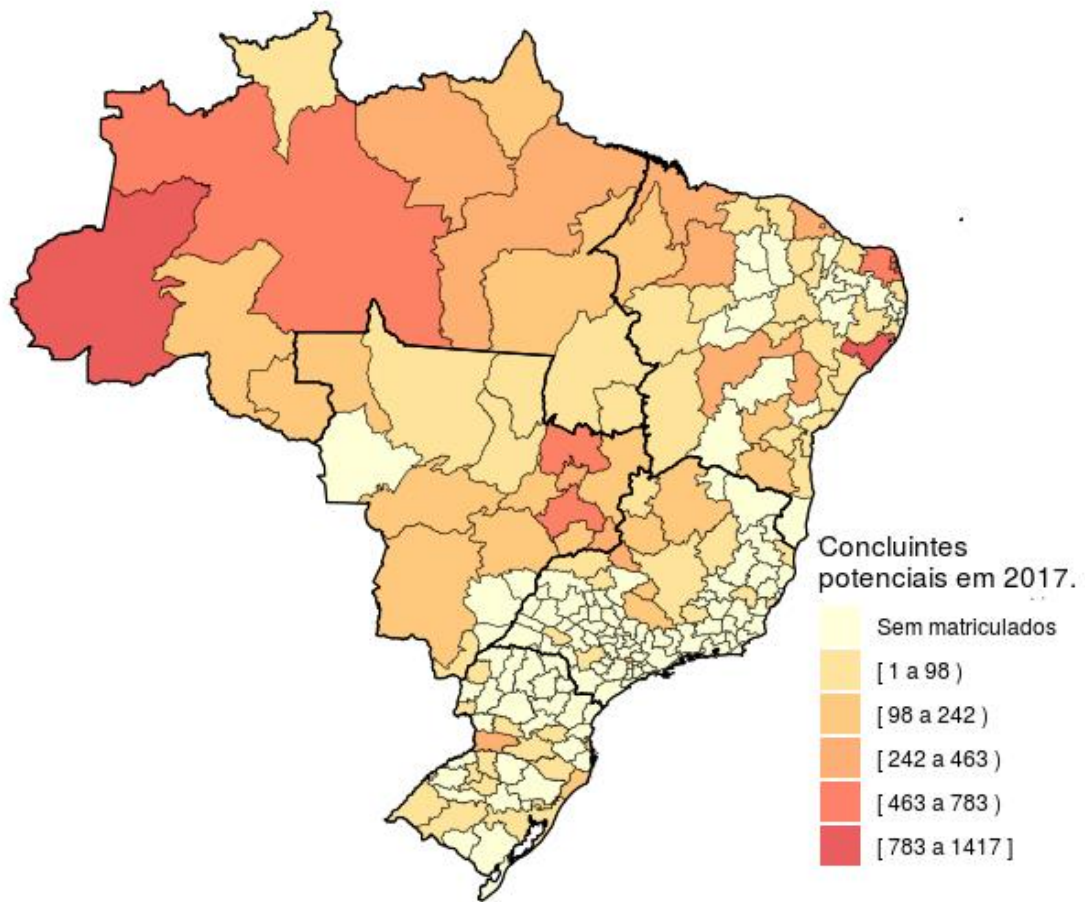 Concluintes
potenciais em 2017.
Sem matriculados
[ 1 a 98 )
[ 98 a 242 )
[ 242 a 463 )
[ 463 a 783 )
[ 783 a 1417 ]